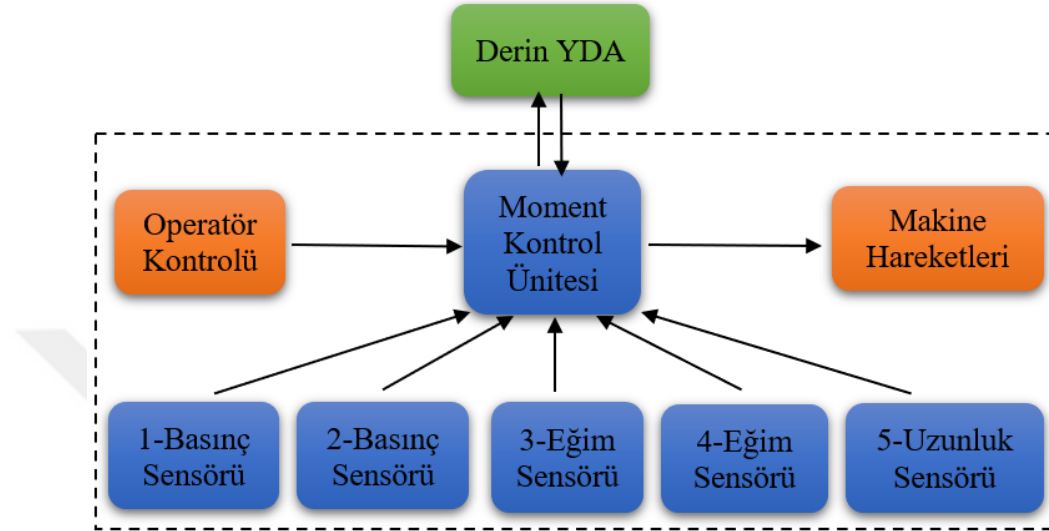 Derin YDA
Operatör
Kontrolü
Moment
Kontrol
Ünitesi
Makine
Hareketleri
1-Basınç
Sensörü
2-Basınç
Sensörü
3-Eğim
Sensörü
4-Eğim
Sensörü
5-Uzunluk
Sensörü